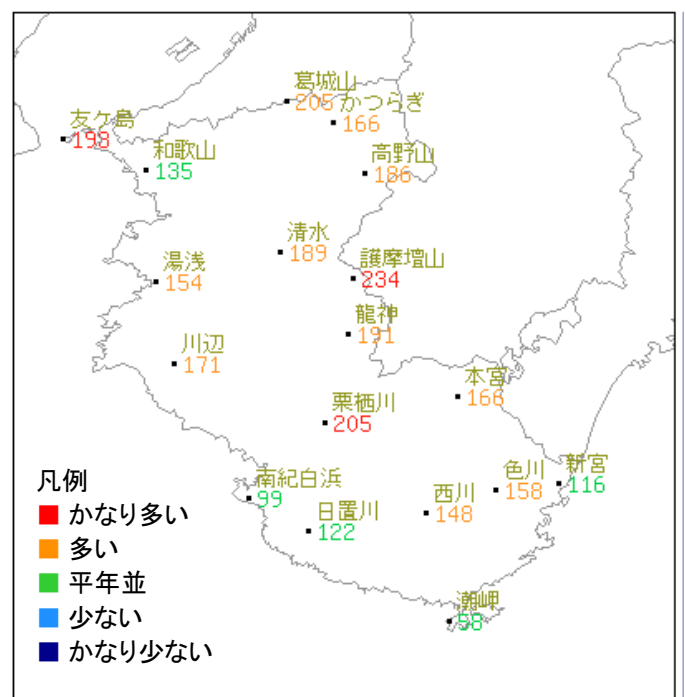 葛城山
205
かつらぎ
166
友ケ島
193
和歌山
135
高野山
186
清水
189
護摩壇山
234
湯浅
154
龍神
191
川辺
171
本宮
166
栗栖川
205
南紀白浜
99
日置川
122
西川
148
色川
158
新宮
116
潮岬
58
凡例
かなり多い
多い
平年並
少ない
かなり少ない